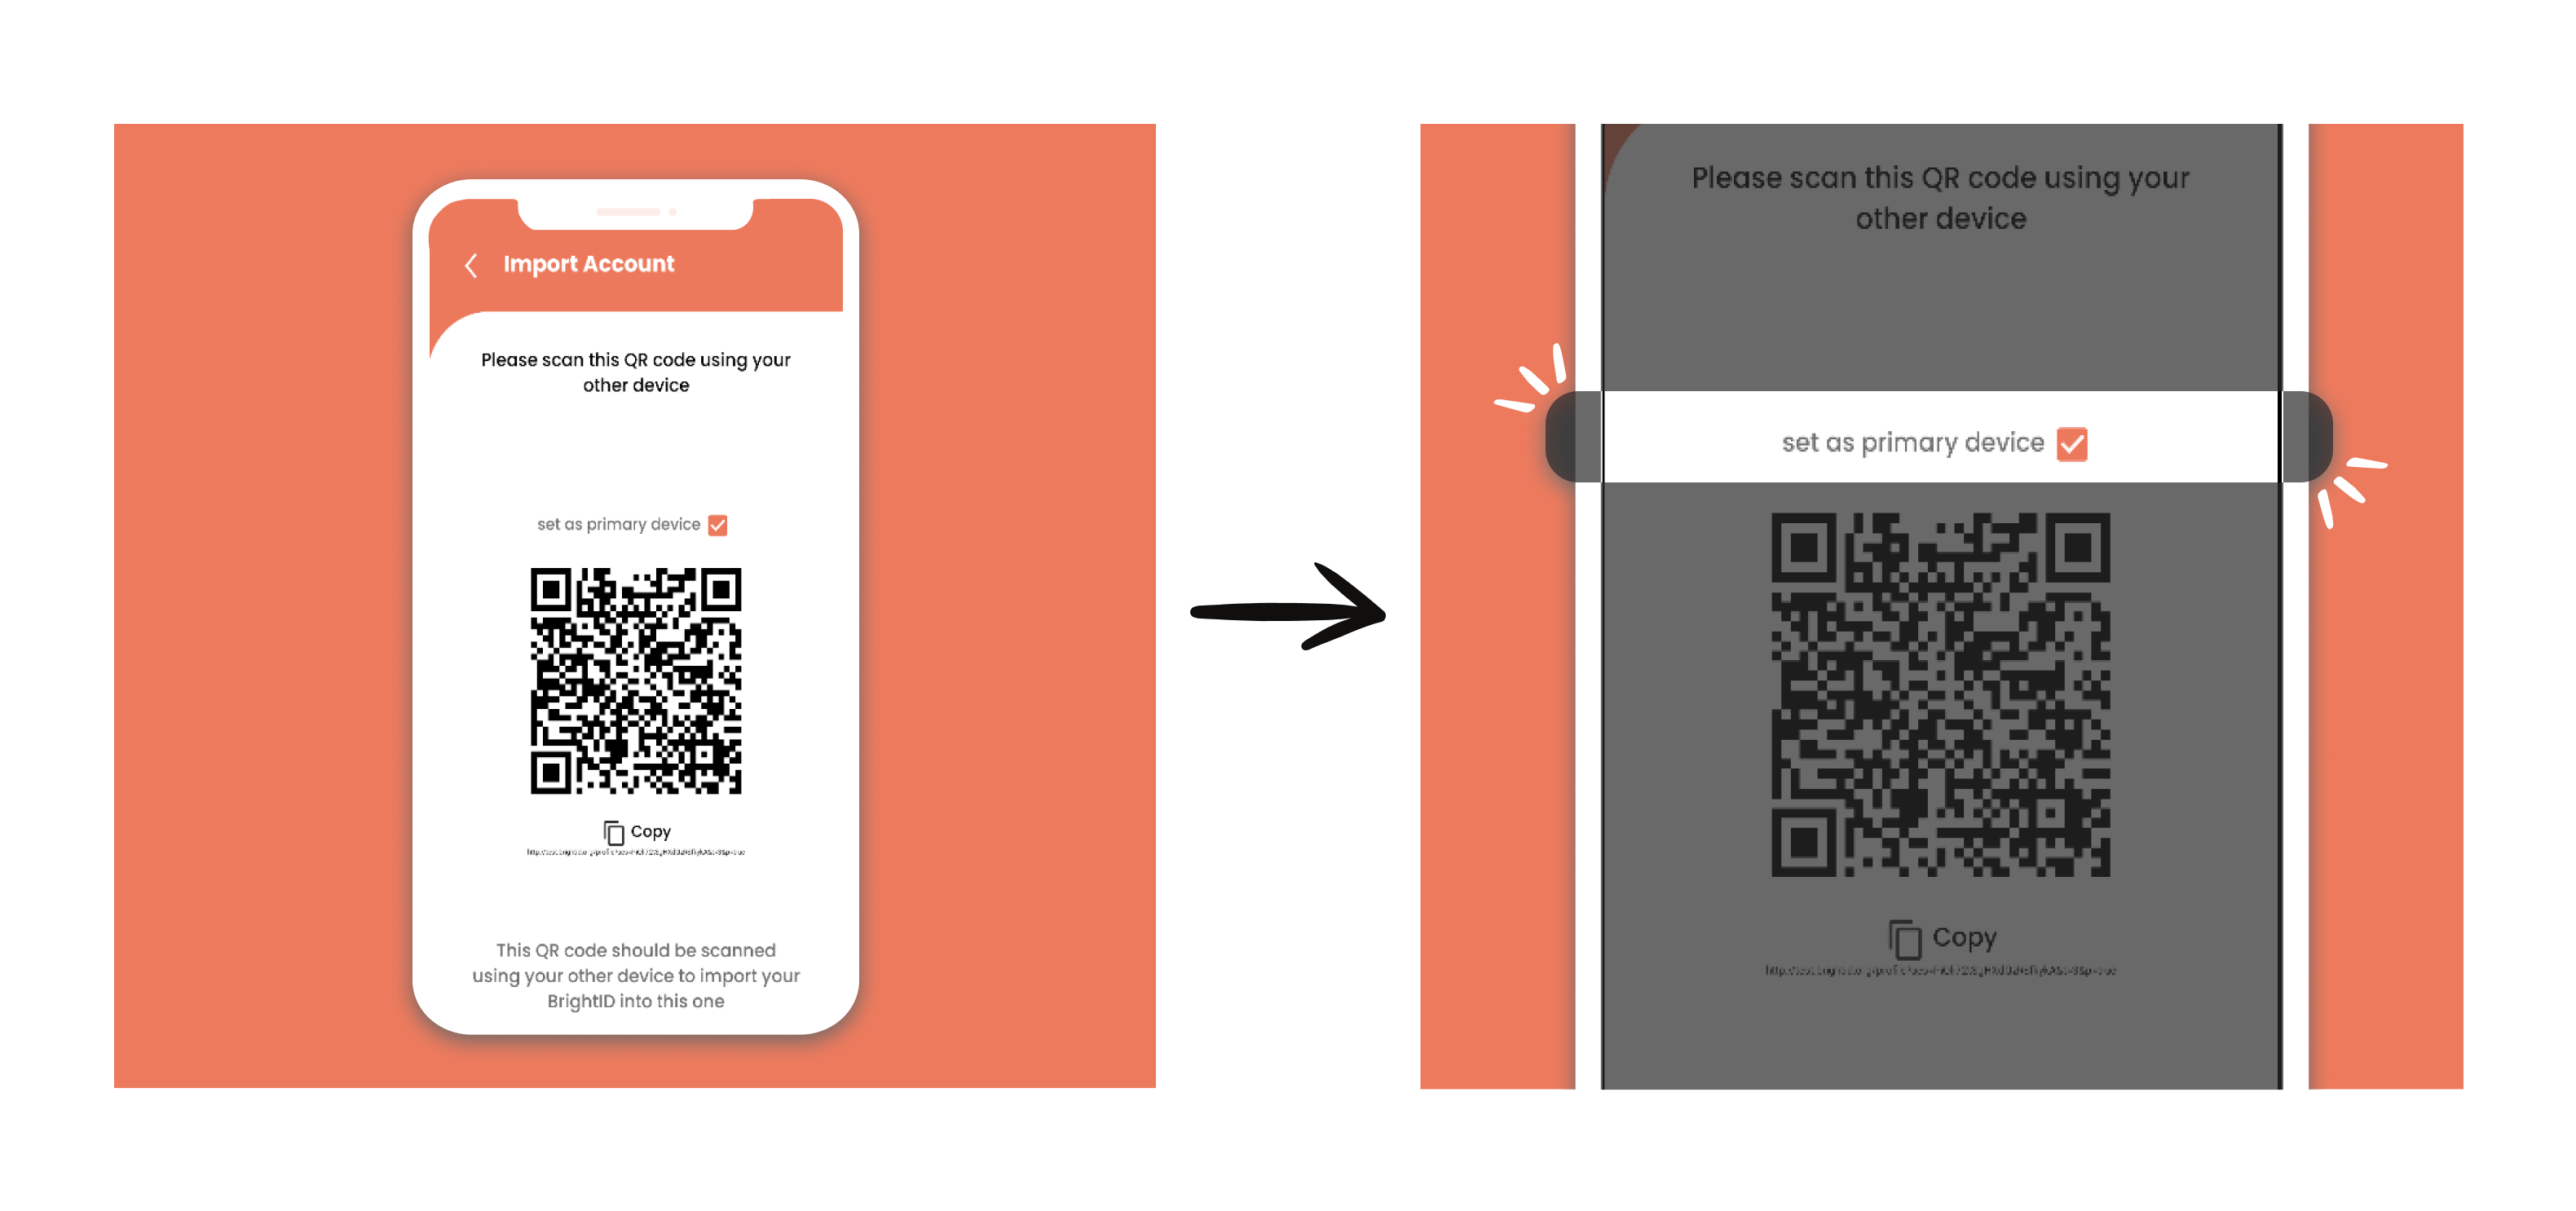 Import Account
Please scan this QR code using your
other device
set as primary device
Copy
This QR code should be scanned
using your other device to import your
BrightID into this one
Please scan this QR code using your
other device
set as primary device
Copy